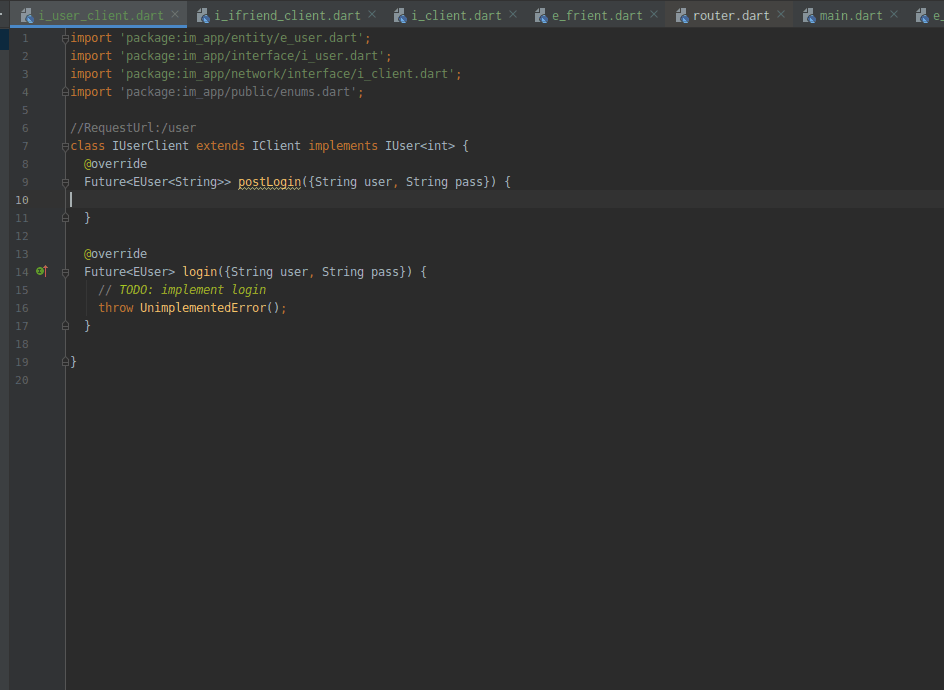 i_user_client.dart × i_ifriend_client.dart × i_client.dart × e_frient.dart × router.dart × main.dart × e_
1 import 'package:im_app/entity/e_user.dart';
2 import 'package:im_app/interface/i_user.dart';
3 import 'package:im_app/network/interface/i_client.dart';
4 import 'package:im_app/public/enums.dart';
5
6 //RequestUrl:/user
7 class IUserClient extends IClient implements IUser<int> {
8   @override
9   Future<EUser<String>> postLogin({String user, String pass}) {
10
11   }
12
13   @override
14   Future<EUser> login({String user, String pass}) {
15     // TODO: implement login
16     throw UnimplementedError();
17   }
18
19 }
20